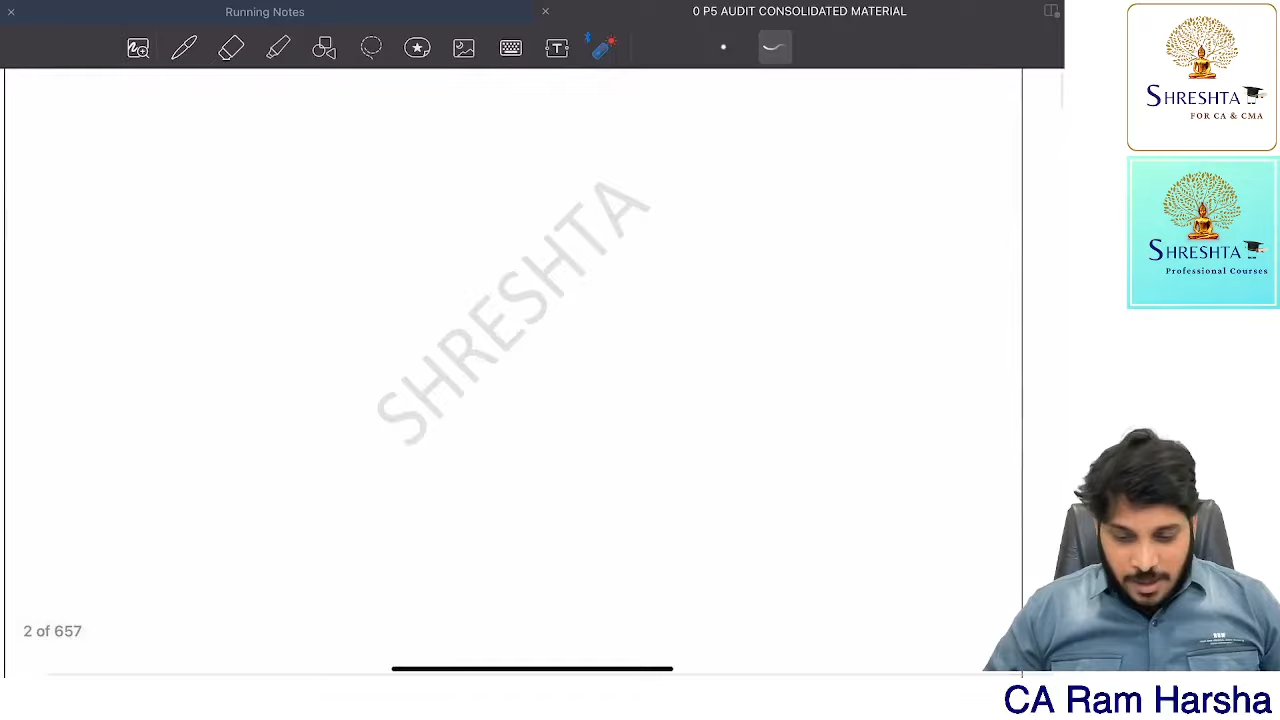 Running Notes
0 P5 AUDIT CONSOLIDATED MATERIAL
T
SHRESHTA
FOR CA & CMA
SHRESHTA
Professional Courses
SHRESHTA
2 of 657
CA Ram Harsha